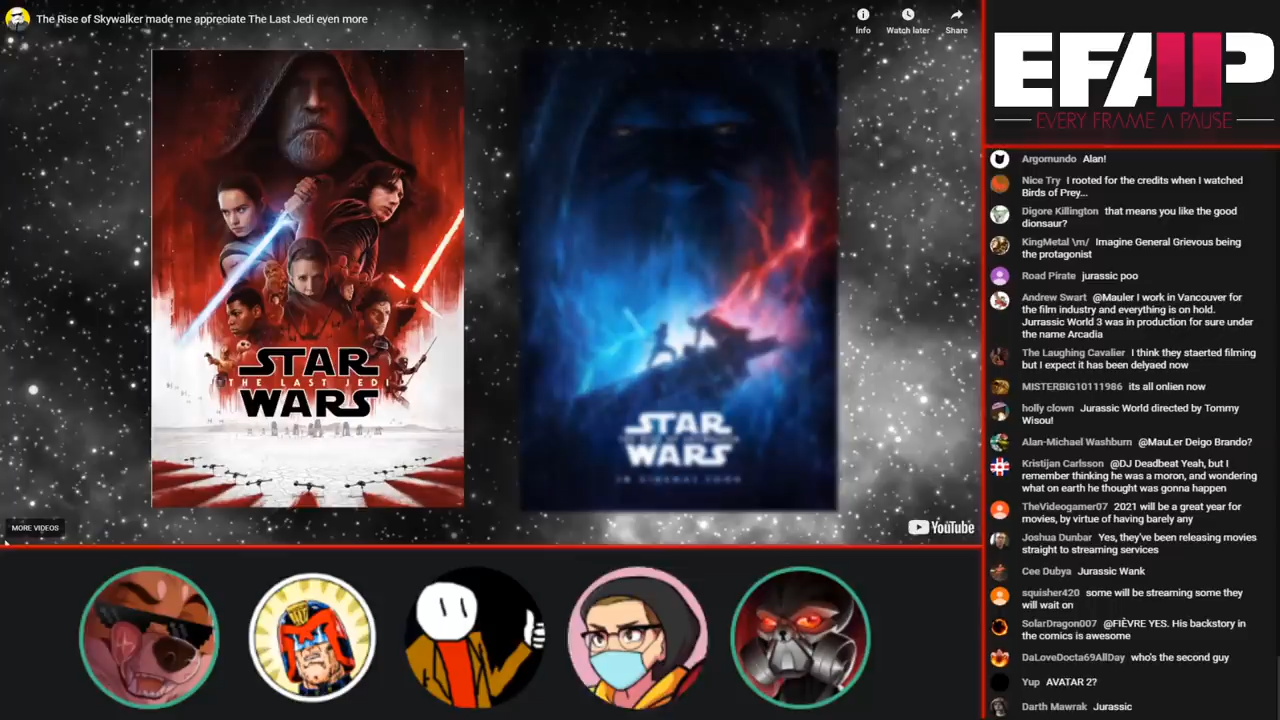 The Rise of Skywalker made me appreciate The Last Jedi even more
Info
Watch later
Share
STAR
THE LAST JEDI
WARS
STAR
WARS
MORE VIDEOS
YouTube
EFAP
EVERY FRAME A PAUSE
Argomundo Alan!
Nice Try I rooted for the credits when I watched
Birds of Prey...
Digore Killington that means you like the good
dionsaur?
KingMetal \m/ Imagine General Grievous being
the protagonist
Road Pirate jurassic poo
Andrew Swart @Mauler I work in Vancouver for
the film industry and everything is on hold.
Jurrassic World 3 was in production for sure under
the name Arcadia
The Laughing Cavalier I think they staerted filming
but I expect it has been delyaed now
MISTERBIG10111986 its all onlien now
holly clown Jurassic World directed by Tommy
Wisou!
Alan-Michael Washburn @MauLer Deigo Brando?
Kristijan Carlsson @DJ Deadbeat Yeah, but I
remember thinking he was a moron, and wondering
what on earth he thought was gonna happen
TheVideogamer07 2021 will be a great year for
movies, by virtue of having barely any
Joshua Dunbar Yes, they've been releasing movies
straight to streaming services
Cee Dubya Jurassic Wank
squisher420 some will be streaming some they
will wait on
SolarDragon007 @FIÈVRE YES. His backstory in
the comics is awesome
DaLoveDocta69AllDay who's the second guy
Yup AVATAR 2?
Darth Mawrak Jurassic